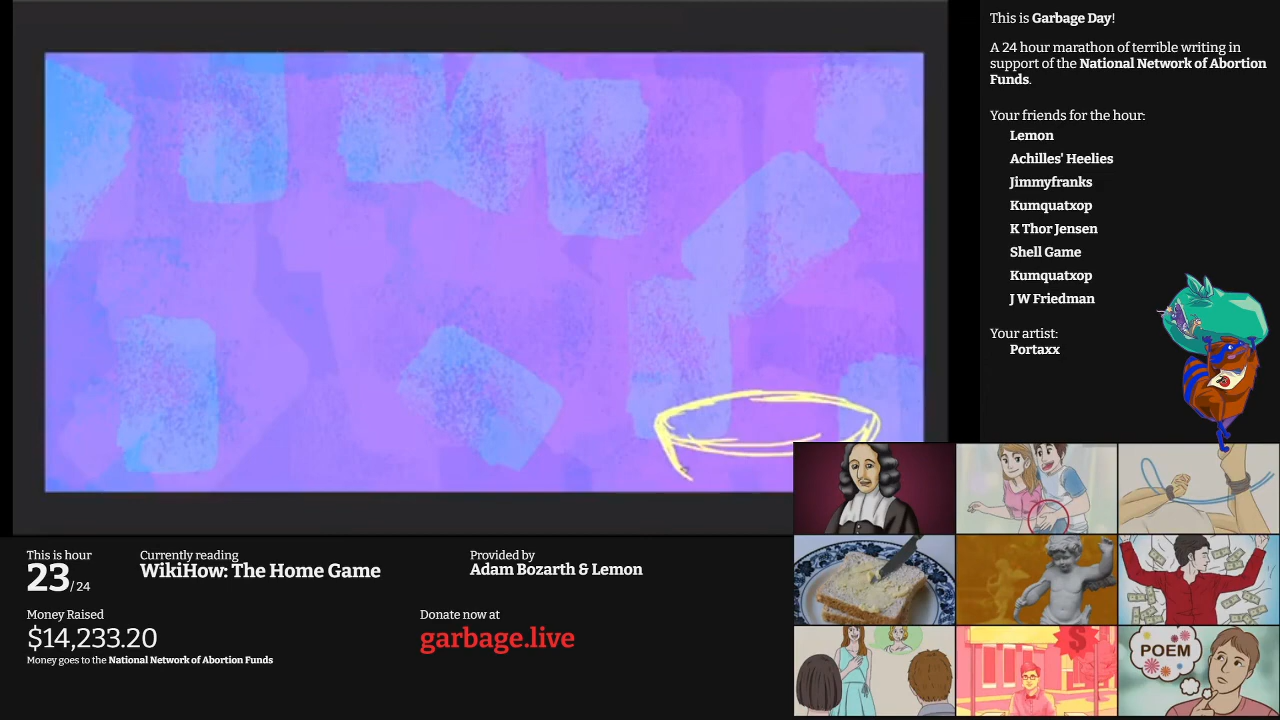 This is Garbage Day!
A 24 hour marathon of terrible writing in
support of the National Network of Abortion
Funds.
Your friends for the hour:
Lemon
Achilles' Heelies
Jimmyfranks
Kumquatxop
K Thor Jensen
Shell Game
Kumquatxop
J W Friedman
Your artist:
Portaxx
This is hour
23/24
Currently reading
WikiHow: The Home Game
Provided by
Adam Bozarth & Lemon
Money Raised
$14,233.20
Money goes to the National Network of Abortion Funds
Donate now at
garbage.live
$
POEM